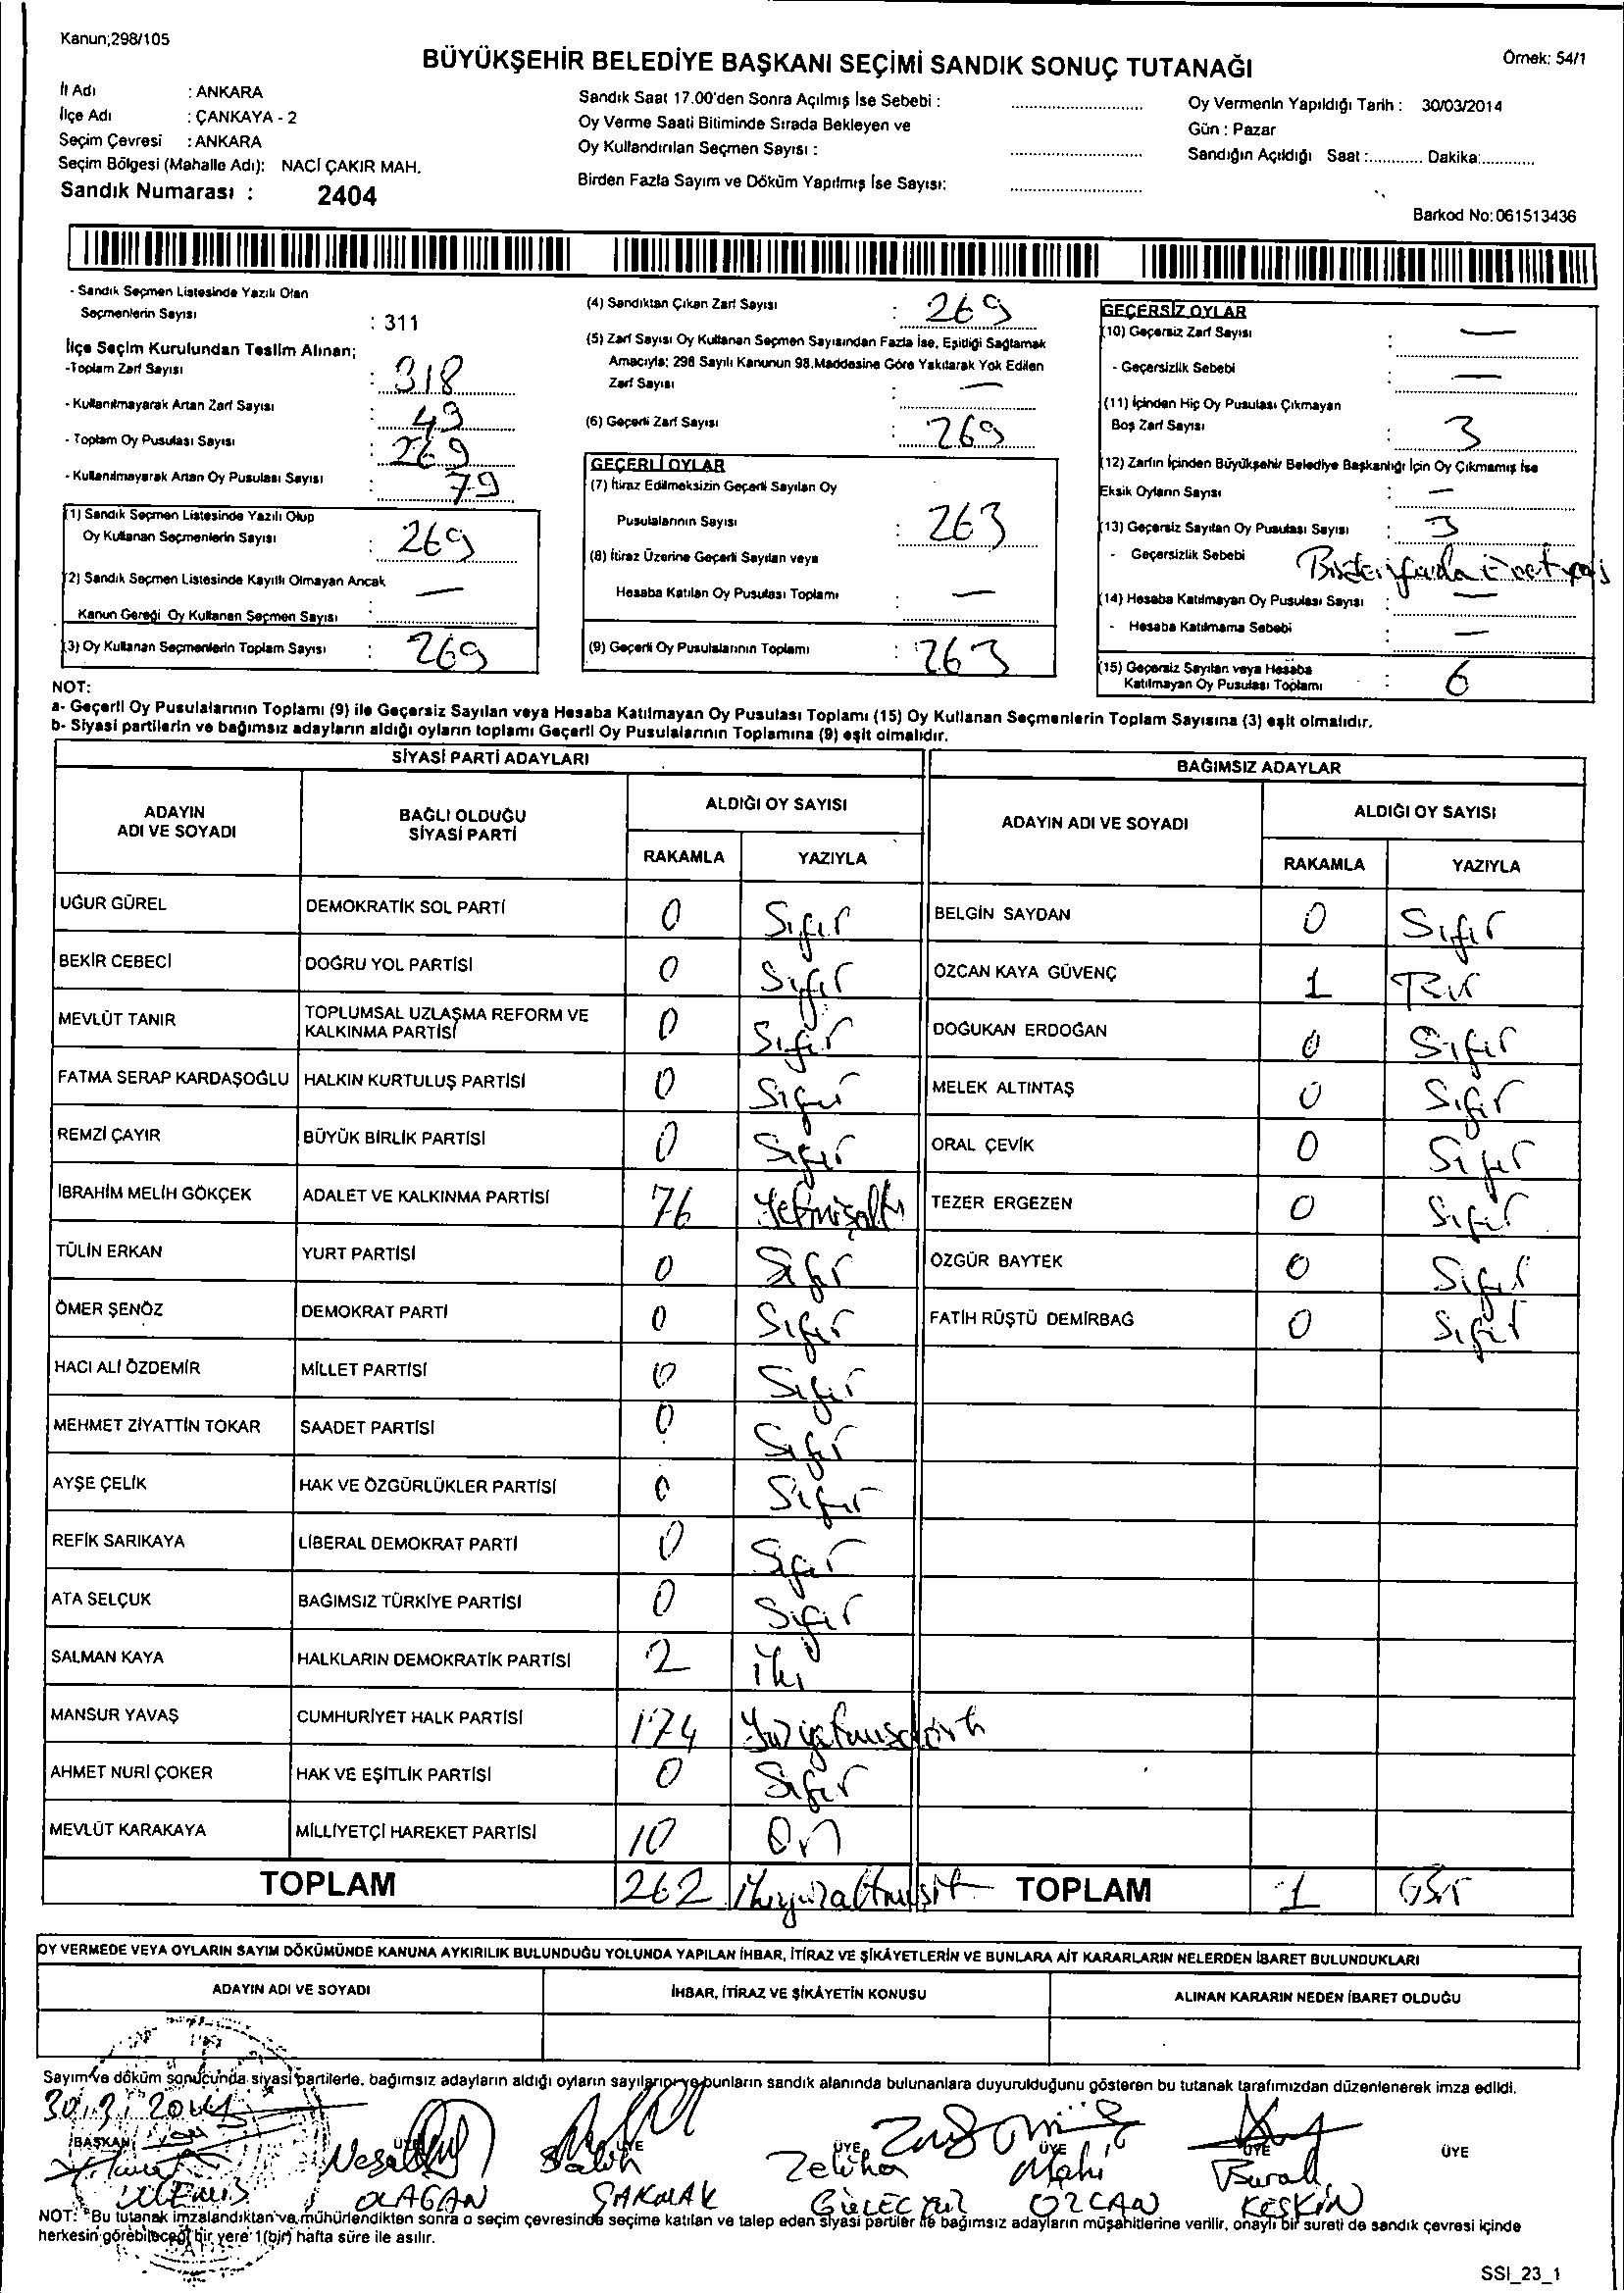 Kanun;298/105
BÜYÜKŞEHİR BELEDİYE BAŞKANI SEÇİMİ SANDIK SONUÇ TUTANAĞI
Örnek: 54/1
İl Adı : ANKARA
İlçe Adı : ÇANKAYA - 2
Seçim Çevresi : ANKARA
Seçim Bölgesi (Mahalle Adı): NACİ ÇAKIR MAH.
Sandık Numarası : 2404
Sandık Saat 17.00'den Sonra Açılmış İse Sebebi :
Oy Verme Saati Bitiminde Sırada Bekleyen ve
Oy Kullandırılan Seçmen Sayısı :
Birden Fazla Sayım ve Döküm Yapılmış İse Sayısı:
Oy Vermenin Yapıldığı Tarih : 30/03/2014
Gün : Pazar
Sandığın Açıldığı Saat :............ Dakika:............
Barkod No:061513436
- Sandık Seçmen Listesinde Yazılı Olan
Seçmenlerin Sayısı : 311
İlçe Seçim Kurulundan Teslim Alınan;
-Toplam Zarf Sayısı : 318
- Kullanılmayarak Artan Zarf Sayısı : 49
- Toplam Oy Pusulası Sayısı : 269
- Kullanılmayarak Artan Oy Pusulası Sayısı : 79
(1) Sandık Seçmen Listesinde Yazılı Olup
Oy Kullanan Seçmenlerin Sayısı : 269
(2) Sandık Seçmen Listesinde Kayıtlı Olmayan Ancak
Kanun Gereği Oy Kullanan Seçmen Sayısı —
(3) Oy Kullanan Seçmenlerin Toplam Sayısı : 269
(4) Sandıktan Çıkan Zarf Sayısı : 269
(5) Zarf Sayısı Oy Kullanan Seçmen Sayısından Fazla İse, Eşitliği Sağlamak
Amacıyla; 298 Sayılı Kanunun 98.Maddesine Göre Yakılarak Yok Edilen
Zarf Sayısı : —
(6) Geçerli Zarf Sayısı : 269
GEÇERLİ OYLAR
(7) İtiraz Edilmeksizin Geçerli Sayılan Oy
Pusulalarının Sayısı : 263
(8) İtiraz Üzerine Geçerli Sayılan veya
Hesaba Katılan Oy Pusulası Toplamı : —
(9) Geçerli Oy Pusulalarının Toplamı : 263
GEÇERSİZ OYLAR
(10) Geçersiz Zarf Sayısı : —
- Geçersizlik Sebebi : —
(11) İçinden Hiç Oy Pusulası Çıkmayan
Boş Zarf Sayısı : 3
(12) Zarfın İçinden Büyükşehir Belediye Başkanlığı İçin Oy Çıkmamış İse
Eksik Oyların Sayısı : —
(13) Geçersiz Sayılan Oy Pusulası Sayısı : 3
- Geçersizlik Sebebi
(14) Hesaba Katılmayan Oy Pusulası Sayısı : —
- Hesaba Katılmama Sebebi : —
(15) Geçersiz Sayılan veya Hesaba
Katılmayan Oy Pusulası Toplamı : 6
NOT:
a- Geçerli Oy Pusulalarının Toplamı (9) ile Geçersiz Sayılan veya Hesaba Katılmayan Oy Pusulası Toplamı (15) Oy Kullanan Seçmenlerin Toplam Sayısına (3) eşit olmalıdır.
b- Siyasi partilerin ve bağımsız adayların aldığı oyların toplamı Geçerli Oy Pusulalarının Toplamına (9) eşit olmalıdır.
SİYASİ PARTİ ADAYLARI
ADAYIN ADI VE SOYADI
BAĞLI OLDUĞU SİYASİ PARTİ
ALDIĞI OY SAYISI
RAKAMLA YAZIYLA
UĞUR GÜREL DEMOKRATİK SOL PARTİ 0 Sıfır
BEKİR CEBECİ DOĞRU YOL PARTİSİ 0 Sıfır
MEVLÜT TANIR TOPLUMSAL UZLAŞMA REFORM VE KALKINMA PARTİSİ 0 Sıfır
FATMA SERAP KARDAŞOĞLU HALKIN KURTULUŞ PARTİSİ 0 Sıfır
REMZİ ÇAYIR BÜYÜK BİRLİK PARTİSİ 0 Sıfır
İBRAHİM MELİH GÖKÇEK ADALET VE KALKINMA PARTİSİ 76 Yetmişaltı
TÜLİN ERKAN YURT PARTİSİ 0 Sıfır
ÖMER ŞENÖZ DEMOKRAT PARTİ 0 Sıfır
HACI ALİ ÖZDEMİR MİLLET PARTİSİ 0 Sıfır
MEHMET ZİYATTİN TOKAR SAADET PARTİSİ 0 Sıfır
AYŞE ÇELİK HAK VE ÖZGÜRLÜKLER PARTİSİ 0 Sıfır
REFİK SARIKAYA LİBERAL DEMOKRAT PARTİ 0 Sıfır
ATA SELÇUK BAĞIMSIZ TÜRKİYE PARTİSİ 0 Sıfır
SALMAN KAYA HALKLARIN DEMOKRATİK PARTİSİ 2 iki
MANSUR YAVAŞ CUMHURİYET HALK PARTİSİ 174 Yüzyetmişdört
AHMET NURİ ÇOKER HAK VE EŞİTLİK PARTİSİ 0 Sıfır
MEVLÜT KARAKAYA MİLLİYETÇİ HAREKET PARTİSİ 10 On
TOPLAM 262
BAĞIMSIZ ADAYLAR
ADAYIN ADI VE SOYADI
ALDIĞI OY SAYISI
RAKAMLA YAZIYLA
BELGİN SAYDAN 0 Sıfır
ÖZCAN KAYA GÜVENÇ 1 Bir
DOĞUKAN ERDOĞAN 0 Sıfır
MELEK ALTINTAŞ 0 Sıfır
ORAL ÇEVİK 0 Sıfır
TEZER ERGEZEN 0 Sıfır
ÖZGÜR BAYTEK 0 Sıfır
FATİH RÜŞTÜ DEMİRBAĞ 0 Sıfır
TOPLAM 1 Bir
OY VERMEDE VEYA OYLARIN SAYIM DÖKÜMÜNDE KANUNA AYKIRILIK BULUNDUĞU YOLUNDA YAPILAN İHBAR, İTİRAZ VE ŞİKÂYETLERİN VE BUNLARA AİT KARARLARIN NELERDEN İBARET BULUNDUKLARI
ADAYIN ADI VE SOYADI
İHBAR, İTİRAZ VE ŞİKÂYETİN KONUSU
ALINAN KARARIN NEDEN İBARET OLDUĞU
Sayım ve döküm sonucunda siyasi partilerle, bağımsız adayların aldığı oyların sayılarını ve bunların sandık alanında bulunanlara duyurulduğunu gösteren bu tutanak tarafımızdan düzenlenerek imza edildi.
30.3.2014
BAŞKAN ÜYE ÜYE ÜYE ÜYE ÜYE ÜYE
Salih Zeliha Mahi Burak
OLAGAN ÇAKMAK ÖZCAN KESKİN
NOT: "Bu tutanak imzalandıktan ve mühürlendikten sonra o seçim çevresinde seçime katılan ve talep eden siyasi partiler ile bağımsız adayların müşahitlerine verilir, onaylı bir sureti de sandık çevresi içinde
herkesin görebileceği bir yere 1(bir) hafta süre ile asılır.
SSI_23_1